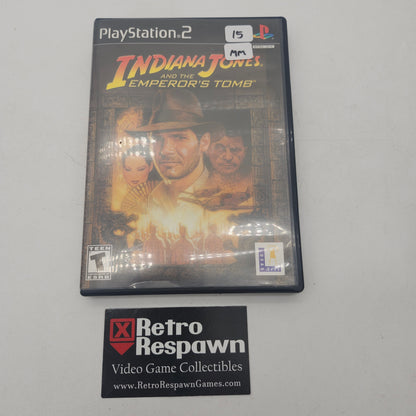 PlayStation 2
15
MM
INDIANA JONES
AND THE
EMPEROR'S TOMB
TEEN
T
ESRB
Retro
Respawn
Video Game Collectibles
www.RetroRespawnGames.com